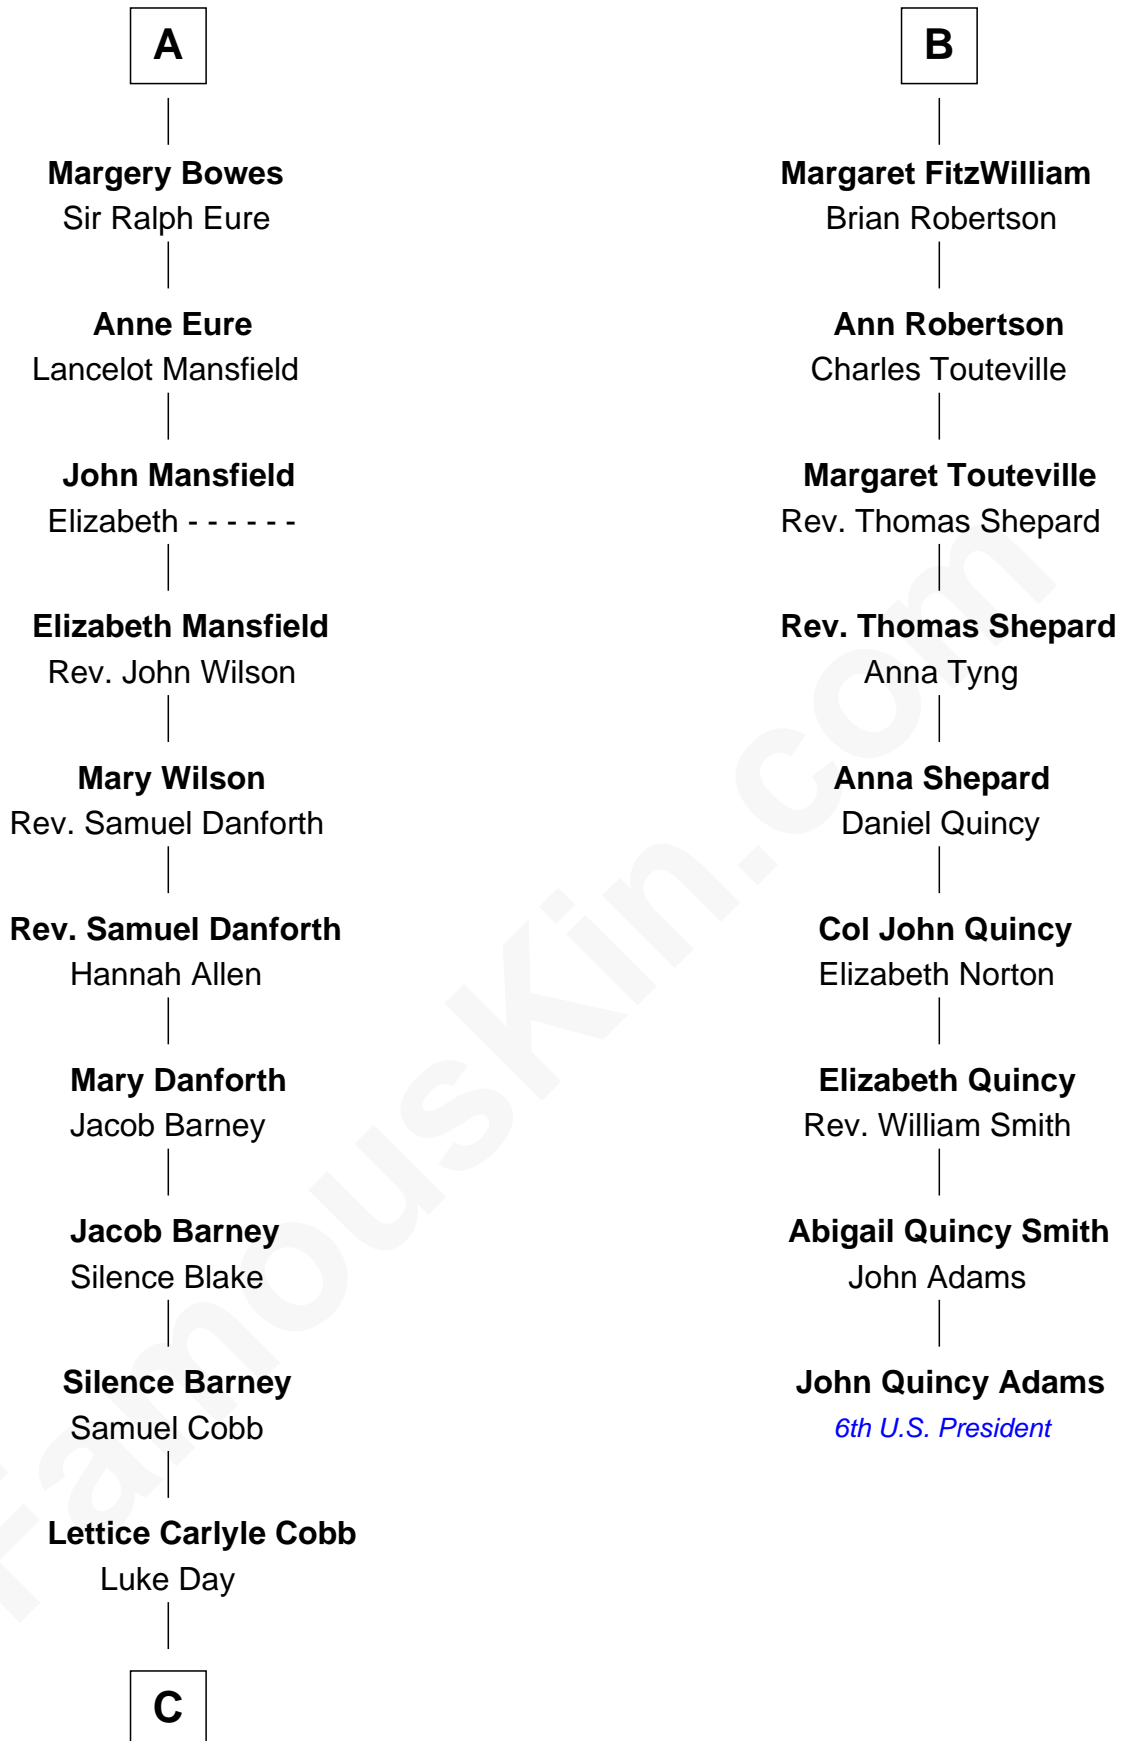 A
Margery Bowes
Sir Ralph Eure
Anne Eure
Lancelot Mansfield
John Mansfield
Elizabeth - - - - - -
Elizabeth Mansfield
Rev. John Wilson
Mary Wilson
Rev. Samuel Danforth
Rev. Samuel Danforth
Hannah Allen
Mary Danforth
Jacob Barney
Jacob Barney
Silence Blake
Silence Barney
Samuel Cobb
Lettice Carlyle Cobb
Luke Day
C
B
Margaret FitzWilliam
Brian Robertson
Ann Robertson
Charles Touteville
Margaret Touteville
Rev. Thomas Shepard
Rev. Thomas Shepard
Anna Tyng
Anna Shepard
Daniel Quincy
Col John Quincy
Elizabeth Norton
Elizabeth Quincy
Rev. William Smith
Abigail Quincy Smith
John Adams
John Quincy Adams
6th U.S. President
FamousKin.com